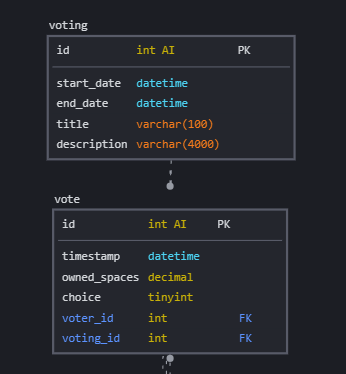 voting
id int AI PK
start_date datetime
end_date datetime
title varchar(100)
description varchar(4000)
vote
id int AI PK
timestamp datetime
owned_spaces decimal
choice tinyint
voter_id int FK
voting_id int FK